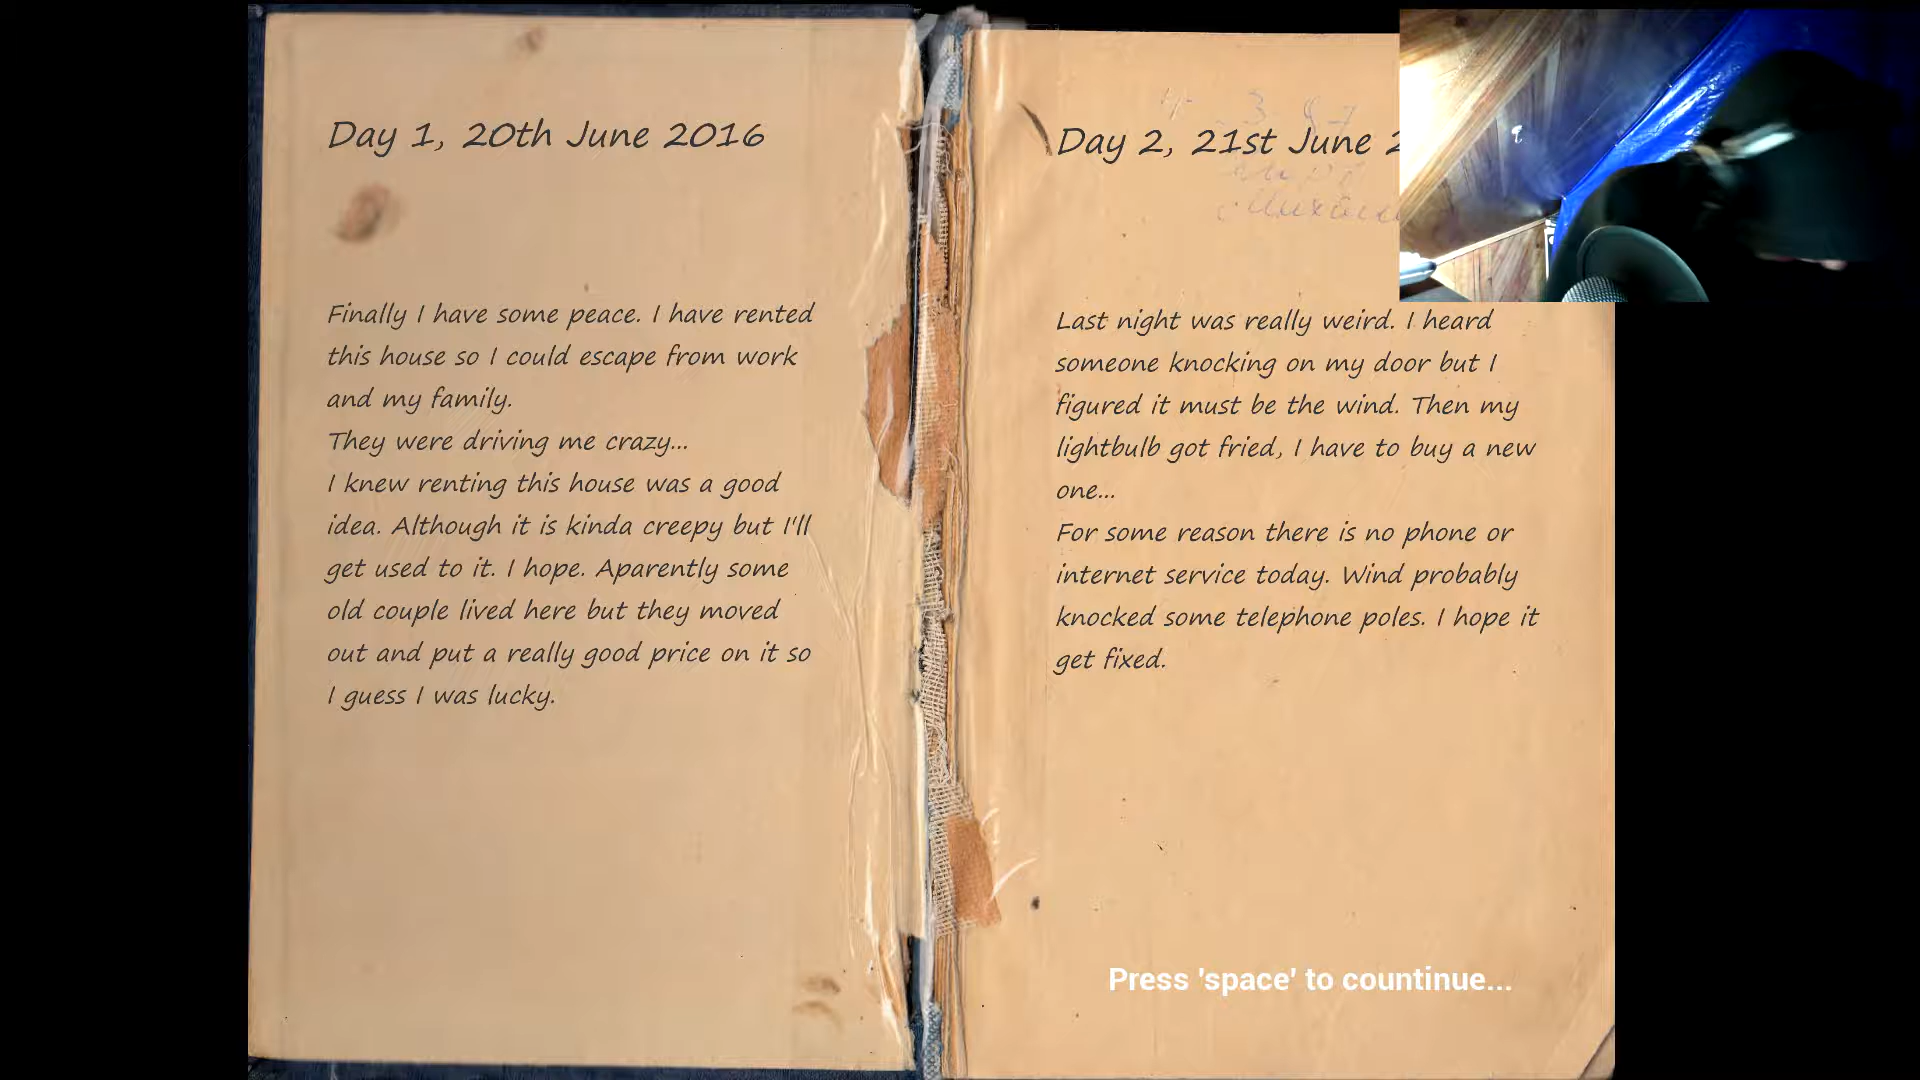 Day 1, 20th June 2016
Finally I have some peace. I have rented
this house so I could escape from work
and my family.
They were driving me crazy...
I knew renting this house was a good
idea. Although it is kinda creepy but I'll
get used to it. I hope. Aparently some
old couple lived here but they moved
out and put a really good price on it so
I guess I was lucky.
Day 2, 21st June
Last night was really weird. I heard
someone knocking on my door but I
figured it must be the wind. Then my
lightbulb got fried, I have to buy a new
one...
For some reason there is no phone or
internet service today. Wind probably
knocked some telephone poles. I hope it
get fixed.
Press 'space' to countinue...